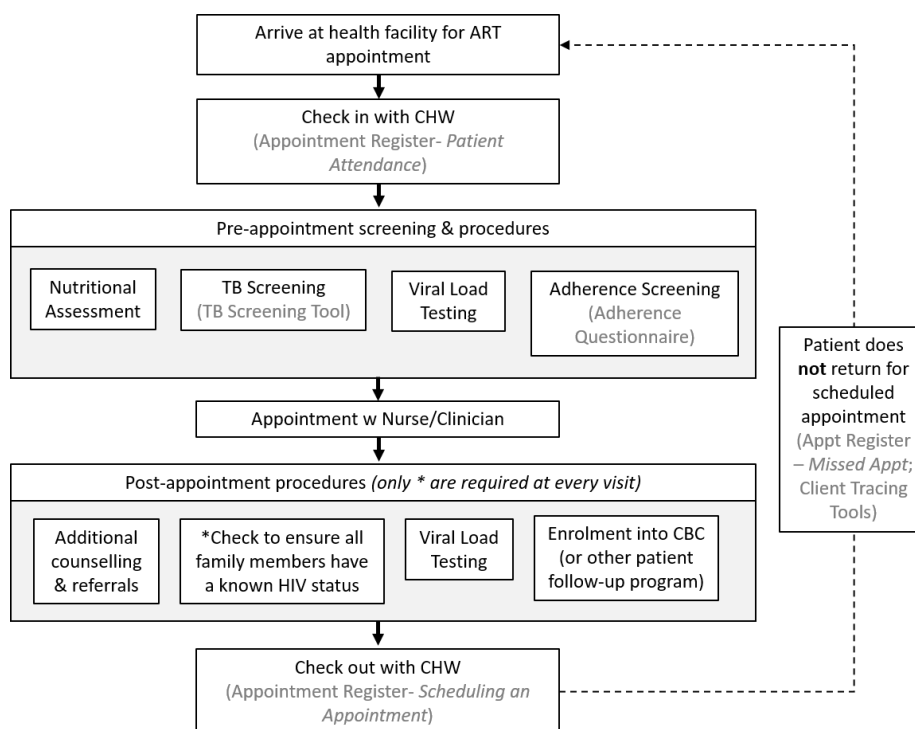 Arrive at health facility for ART
appointment
Check in with CHW
(Appointment Register- Patient
Attendance)
Pre-appointment screening & procedures
Nutritional
Assessment
TB Screening
(TB Screening Tool)
Viral Load
Testing
Adherence Screening
(Adherence
Questionnaire)
Appointment w Nurse/Clinician
Post-appointment procedures (only * are required at every visit)
Additional
counselling
& referrals
*Check to ensure all
family members have
a known HIV status
Viral Load
Testing
Enrolment into CBC
(or other patient
follow-up program)
Check out with CHW
(Appointment Register- Scheduling an
Appointment)
Patient does
not return for
scheduled
appointment
(Appt Register
– Missed Appt;
Client Tracing
Tools)